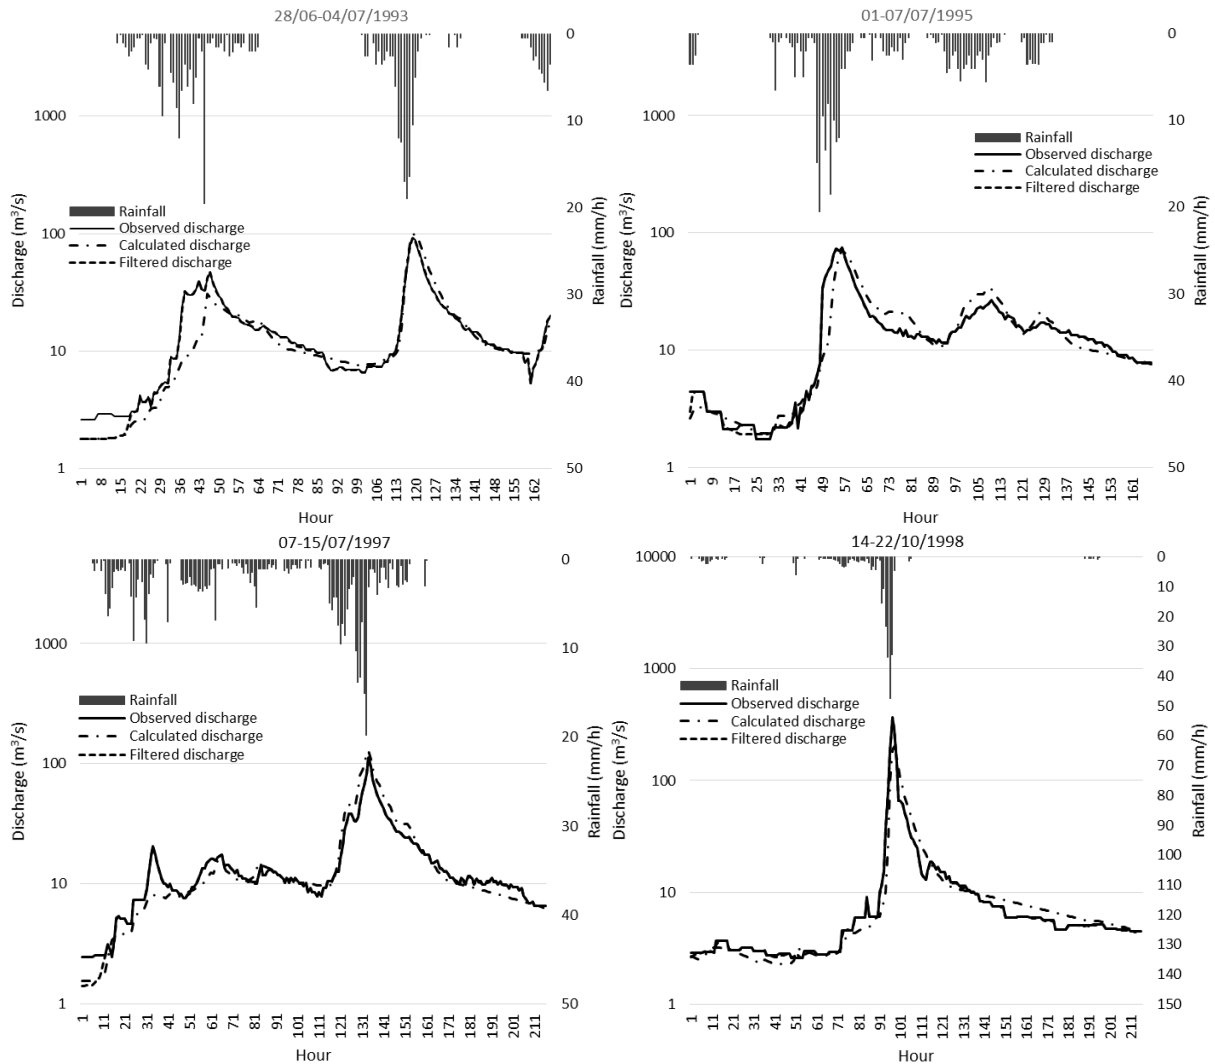 28/06-04/07/1993
1000
100
10
1
0
10
20
30
40
50
Discharge (m³/s)
Rainfall (mm/h)
Rainfall
Observed discharge
Calculated discharge
Filtered discharge
1 8 15 22 29 36 43 50 57 64 71 78 85 92 99 106 113 120 127 134 141 148 155 162
Hour
01-07/07/1995
1000
100
10
1
0
10
20
30
40
50
Discharge (m³/s)
Rainfall (mm/h)
Rainfall
Observed discharge
Calculated discharge
Filtered discharge
1 9 17 25 33 41 49 57 65 73 81 89 97 105 113 121 129 137 145 153 161
Hour
07-15/07/1997
1000
100
10
1
0
10
20
30
40
50
Discharge (m³/s)
Rainfall (mm/h)
Rainfall
Observed discharge
Calculated discharge
Filtered discharge
1 11 21 31 41 51 61 71 81 91 101 111 121 131 141 151 161 171 181 191 201 211
Hour
14-22/10/1998
10000
1000
100
10
1
0
10
20
30
40
50
60
70
80
90
100
110
120
130
140
150
Discharge (m³/s)
Rainfall (mm/h)
Rainfall
Observed discharge
Calculated discharge
Filtered discharge
1 11 21 31 41 51 61 71 81 91 101 111 121 131 141 151 161 171 181 191 201 211
Hour